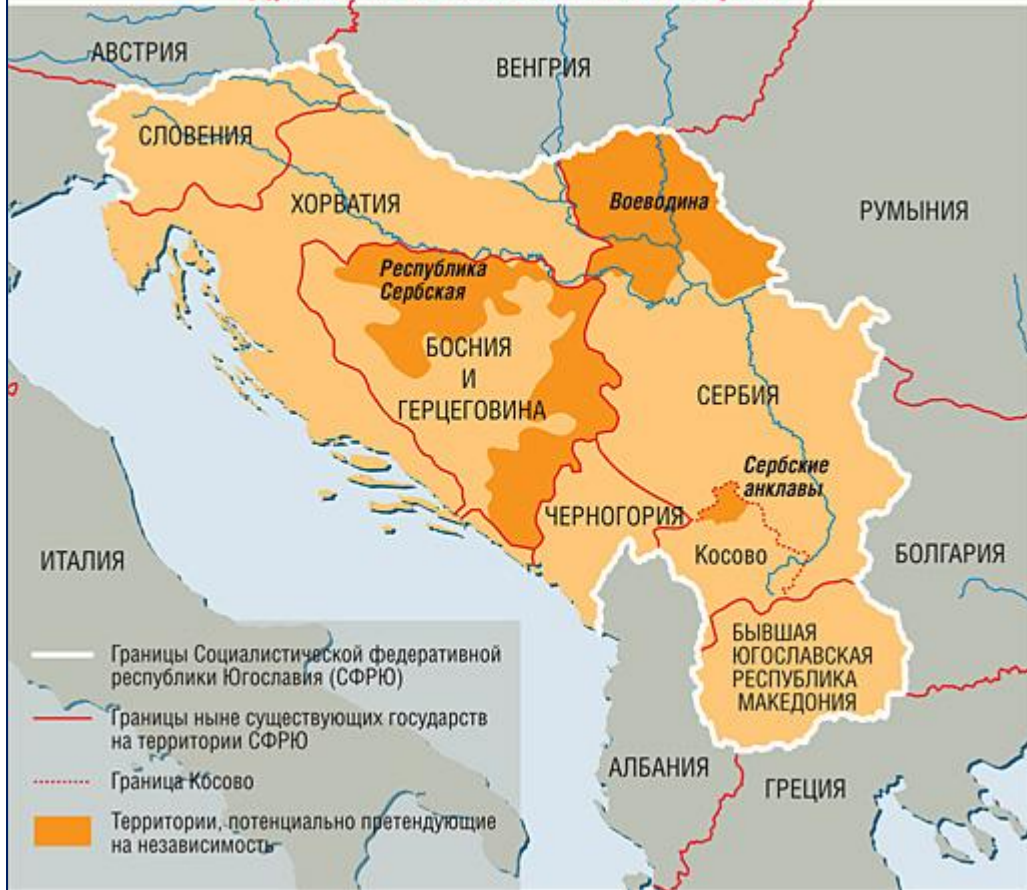 АВСТРИЯ
ВЕНГРИЯ
СЛОВЕНИЯ
ХОРВАТИЯ
Воеводина
РУМЫНИЯ
Республика
Сербская
БОСНИЯ
И
ГЕРЦЕГОВИНА
СЕРБИЯ
Сербские
анклавы
ЧЕРНОГОРИЯ
Косово
БОЛГАРИЯ
ИТАЛИЯ
БЫВШАЯ
ЮГОСЛАВСКАЯ
РЕСПУБЛИКА
МАКЕДОНИЯ
АЛБАНИЯ
ГРЕЦИЯ
Границы Социалистической федеративной
республики Югославия (СФРЮ)
Границы ныне существующих государств
на территории СФРЮ
Граница Косово
Территории, потенциально претендующие
на независимость